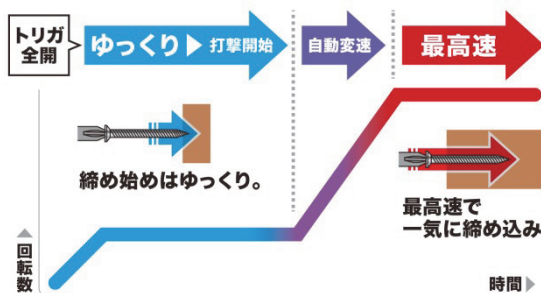 トリガ
全開
ゆっくり▶打撃開始
自動変速
最高速
締め始めはゆっくり。
最高速で
一気に締め込み
▲回転数
時間▶